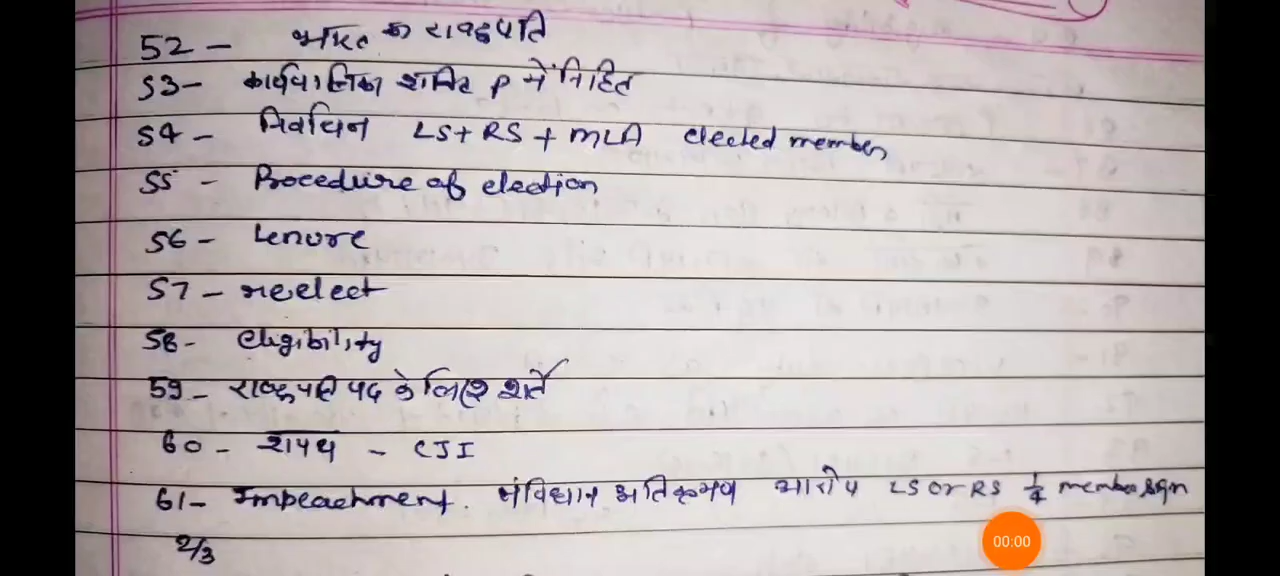 52 - भारत का राष्ट्रपति
53- कार्यपालिका शक्ति P में निहित
54 - निर्वाचन LS + RS + MLA elected member
55 - Procedure of election
56 - tenure
57 - reelect
58- eligibility
59 - राष्ट्रपति पद के लिए शर्ते
60 - शपथ - CJI
61- Impeachment. संविधान अतिक्रमण आरोप LS or RS 1/4 member sign
2/3
00:00